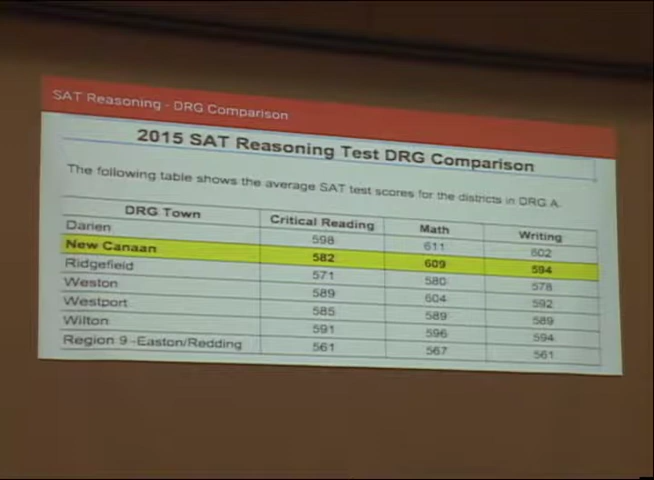 SAT Reasoning - DRG Comparison
2015 SAT Reasoning Test DRG Comparison
The following table shows the average SAT test scores for the districts in DRG A.
DRG Town Critical Reading Math Writing
Darien 598 611 602
New Canaan 582 609 594
Ridgefield 571 580 578
Weston 589 604 592
Westport 585 589 589
Wilton 591 596 594
Region 9 -Easton/Redding 561 567 561